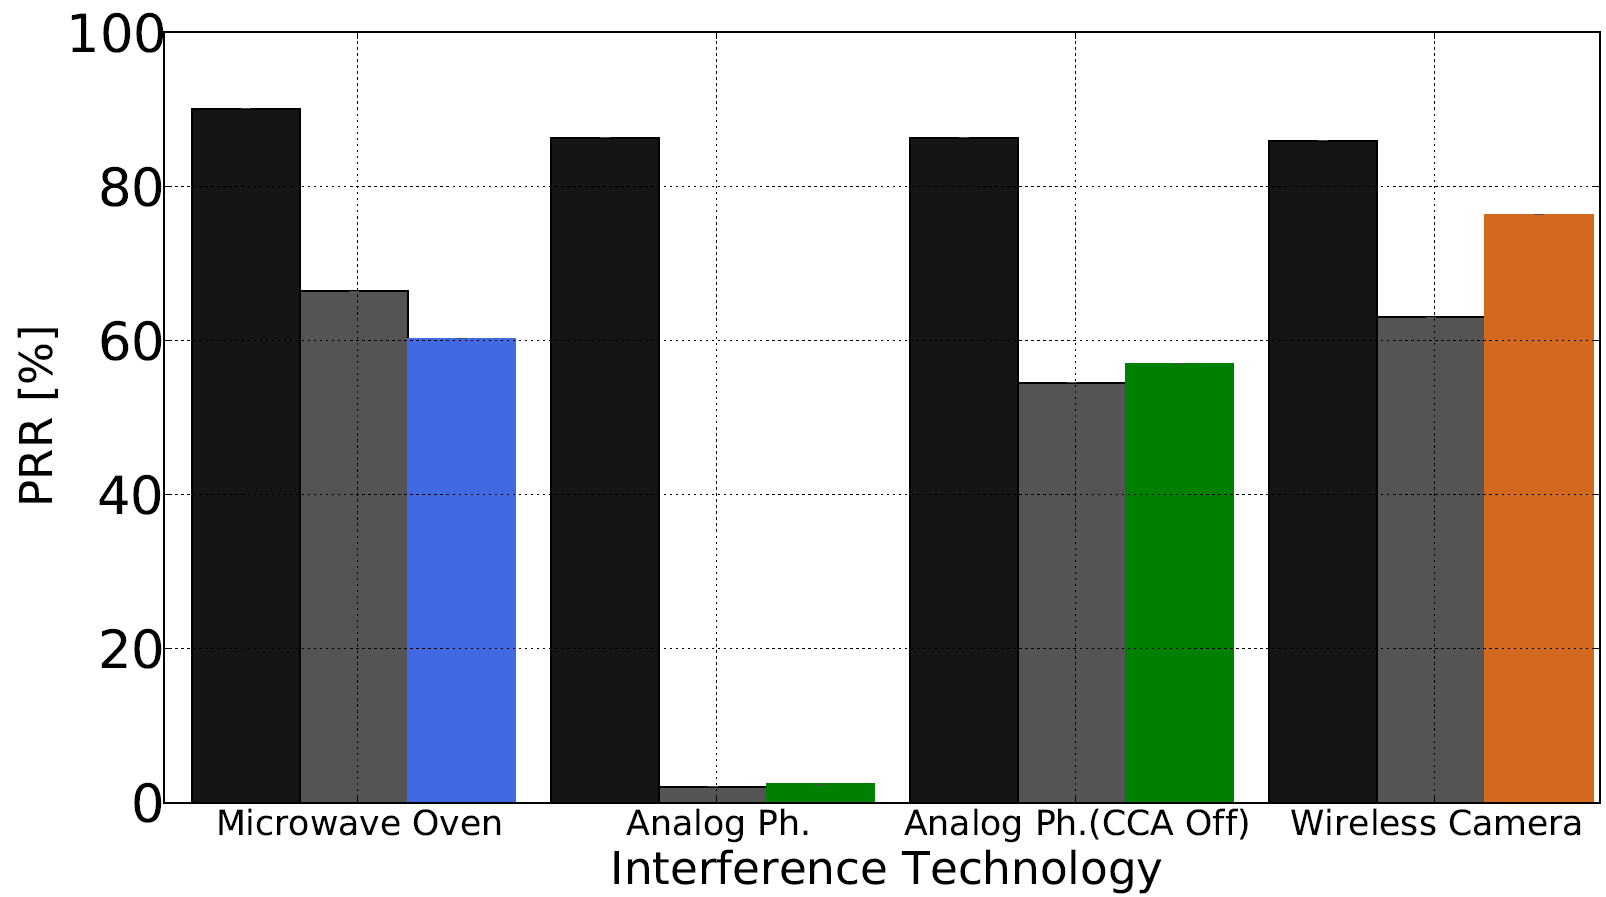 100
80
60
40
20
0
PRR [%]
Microwave Oven
Analog Ph.
Analog Ph.(CCA Off)
Wireless Camera
Interference Technology